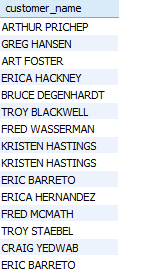 customer_name
ARTHUR PRICHEP
GREG HANSEN
ART FOSTER
ERICA HACKNEY
BRUCE DEGENHARDT
TROY BLACKWELL
FRED WASSERMAN
KRISTEN HASTINGS
KRISTEN HASTINGS
ERIC BARRETO
ERICA HERNANDEZ
FRED MCMATH
TROY STAEBEL
CRAIG YEDWAB
ERIC BARRETO